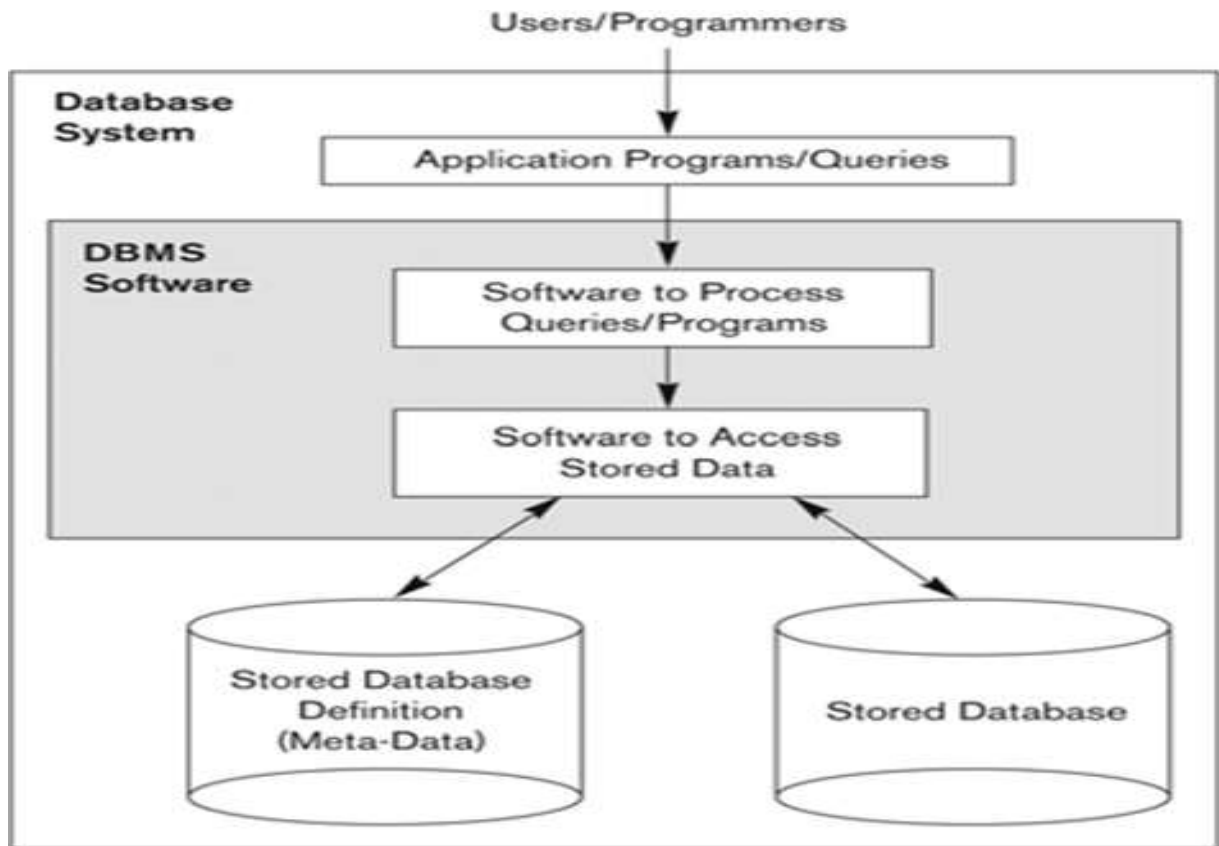 Users/Programmers
Database
System
Application Programs/Queries
DBMS
Software
Software to Process
Queries/Programs
Software to Access
Stored Data
Stored Database
Definition
(Meta-Data)
Stored Database